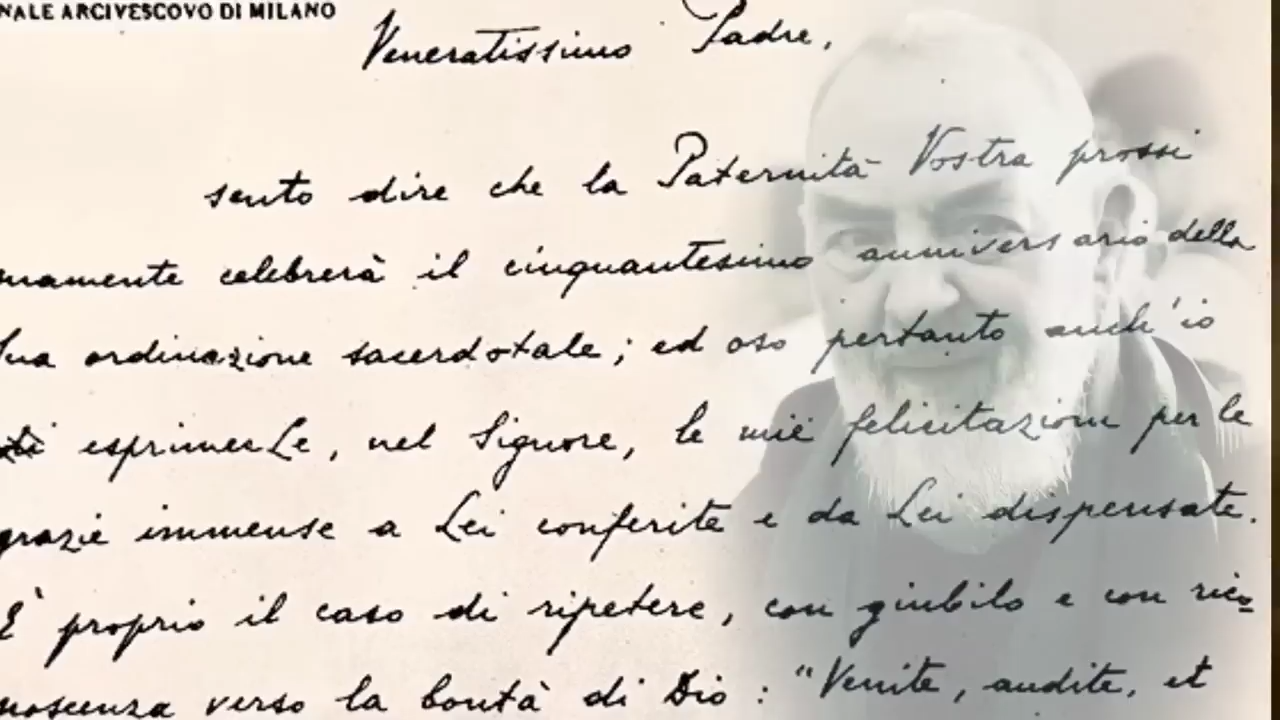 NALE ARCIVESCOVO DI MILANO
Veneratissimo Padre,
sento dire che la Paternità Vostra prossi
mamente celebrerà il cinquantesimo anniversario della
Sua ordinazione sacerdotale; ed oso pertanto anch'io
esprimerLe, nel Signore, le mie felicitazioni per le
grazie immense a Lei conferite e da Lei dispensate.
È proprio il caso di ripetere, con giubilo e con rico
noscenza verso la bontà di Dio: "Venite, audite, et